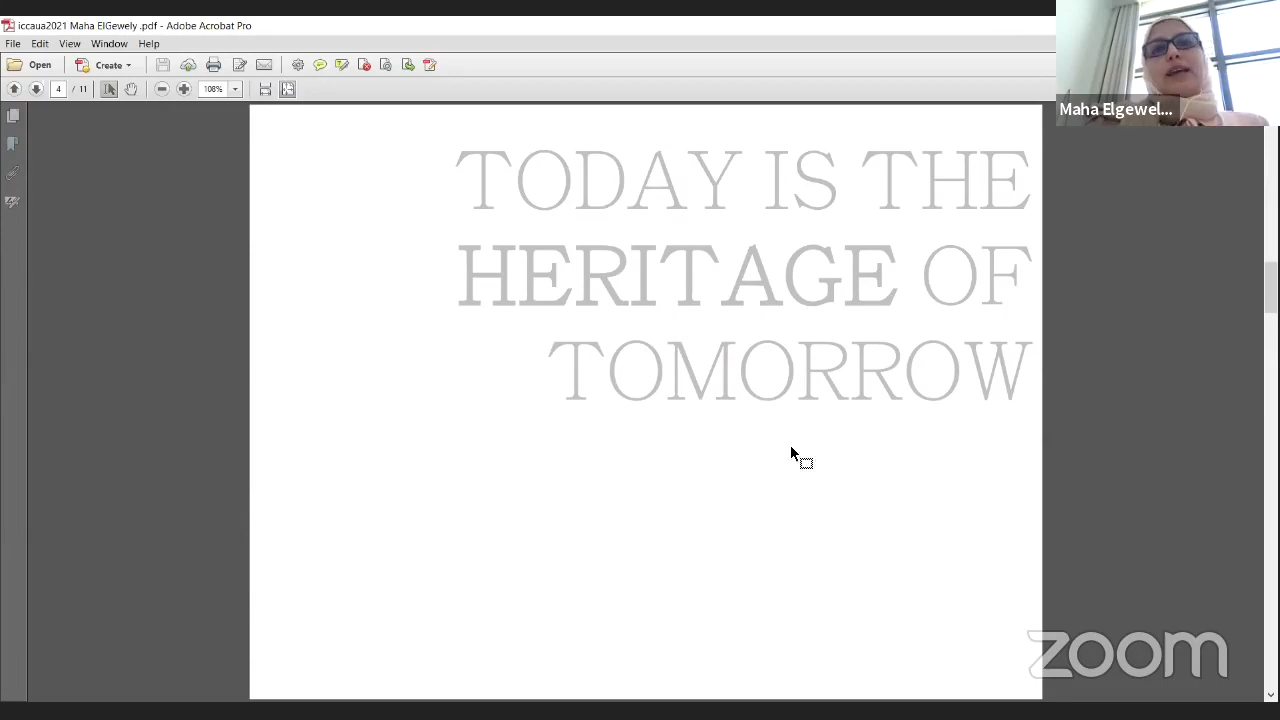 iccaua2021 Maha ElGewely .pdf - Adobe Acrobat Pro
File Edit View Window Help
Open Create
4 / 11 108%
Maha Elgewel...
TODAY IS THE
HERITAGE OF
TOMORROW
zoom